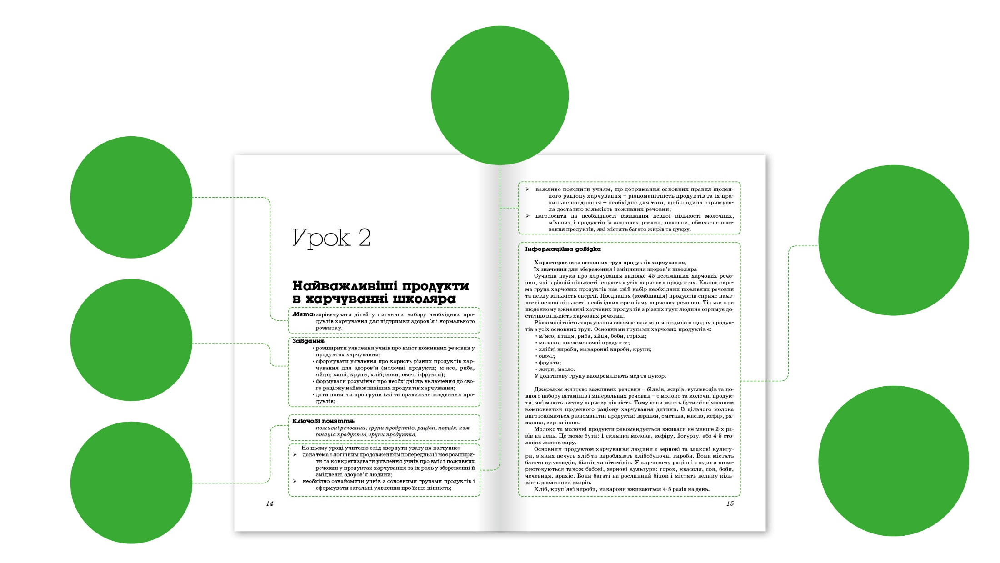 Урок 2
Найважливіші продукти
в харчуванні школяра
Мета: зорієнтувати дітей у питаннях вибору необхідних про-
дуктів харчування для підтримки здоров’я і нормального
розвитку.
Завдання:
• розширити уявлення учнів про вміст поживних речовин у
продуктах харчування;
• сформувати уявлення про користь різних продуктів хар-
чування для здоров’я (молочні продукти; м’ясо, риба,
яйця; каші, крупи, хліб; соки, овочі і фрукти);
• формувати розуміння про необхідність включення до сво-
го раціону найважливіших продуктів харчування;
• дати поняття про групи їжі та правильне поєднання про-
дуктів;
Ключові поняття:
поживні речовини, групи продуктів, раціон, порція, ком-
бінація продуктів, групи продуктів.
На цьому уроці учителю слід звернути увагу на наступне:
➢ дана тема є логічним продовженням попередньої і має розшири-
ти та конкретизувати уявлення учнів про вміст поживних
речовин у продуктах харчування та їх роль у збереженні й
зміцненні здоров’я людини;
➢ необхідно ознайомити учнів з основними групами продуктів і
сформувати загальні уявлення про їхню цінність;
14
➢ важливо пояснити учням, що дотримання основних правил щоден-
ного раціону харчування – різноманітність продуктів та їх пра-
вильне поєднання – необхідне для того, щоб людина отримува-
ла достатню кількість поживних речовин;
➢ наголосити на необхідності вживання певної кількості молочних,
м’ясних і продуктів із злакових рослин, навпаки, обмежене вжи-
вання продуктів, які містять багато жирів та цукру.
Інформаційна довідка
Характеристика основних груп продуктів харчування,
їх значення для збереження і зміцнення здоров’я школяра
Сучасна наука про харчування виділяє 45 незамінних харчових речо-
вин, які в різній кількості існують в усіх харчових продуктах. Кожна окре-
ма група харчових продуктів має свій набір необхідних поживних речовин
та певну кількість енергії. Поєднання (комбінація) продуктів сприяє наяв-
ності певної кількості необхідних організму харчових речовин. Тільки при
щоденному вживанні харчових продуктів з різних груп людина отримує до-
статню кількість харчових речовин.
Різноманітність харчування означає вживання людиною щодня продук-
тів з усіх основних груп. Основними групами харчових продуктів є:
• м’ясо, птиця, риба, яйця, боби, горіхи;
• молоко, кисломолочні продукти;
• хлібні вироби, макаронні вироби, крупи;
• овочі;
• фрукти;
• жири, масло.
У додаткову групу виокремлюють мед та цукор.
Джерелом життєво важливих речовин – білків, жирів, вуглеводів та по-
вного набору вітамінів і мінеральних речовин – є молоко та молочні продук-
ти, які мають високу харчову цінність. Тому вони мають бути обов’язковим
компонентом щоденного раціону харчування дитини. З цільного молока
виготовляються різноманітні продукти: вершки, сметана, масло, кефір, ря-
жанка, сир та інше.
Молоко та молочні продукти рекомендується вживати не менше 2-х ра-
зів на день. Це може бути: 1 склянка молока, кефіру, йогурту, або 4-5 сто-
лових ложок сиру.
Основним продуктом харчування людини є зернові та злакові культу-
ри, з яких печуть хліб та виробляють хлібобулочні вироби. Вони містять
багато вуглеводів, білків та вітамінів. У харчовому раціоні людини вико-
ристовуються також бобові, зернові культури: горох, квасоля, соя, боби,
чечевиця, арахіс. Вони багаті на рослинний білок і містять велику кіль-
кість рослинних жирів.
Хліб, круп’яні вироби, макарони вживаються 4-5 разів на день.
15